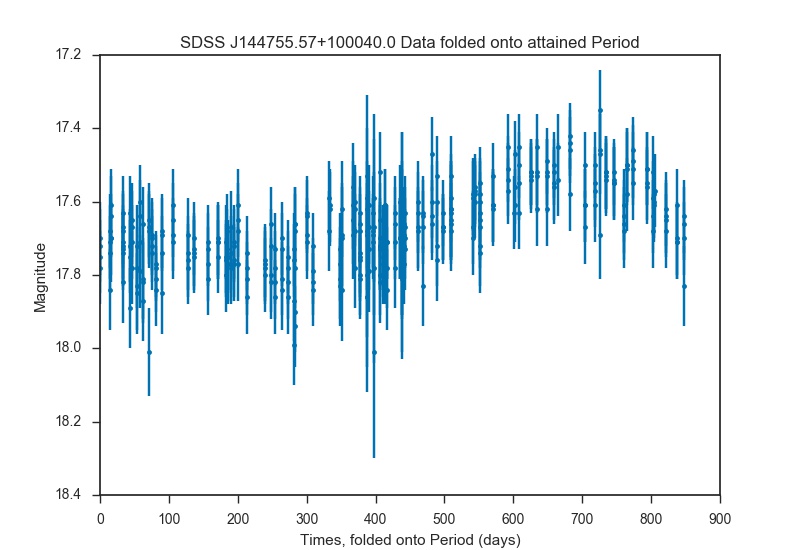 SDSS J144755.57+100040.0 Data folded onto attained Period
17.2
17.4
17.6
17.8
18.0
18.2
18.4
Magnitude
0 100 200 300 400 500 600 700 800 900
Times, folded onto Period (days)